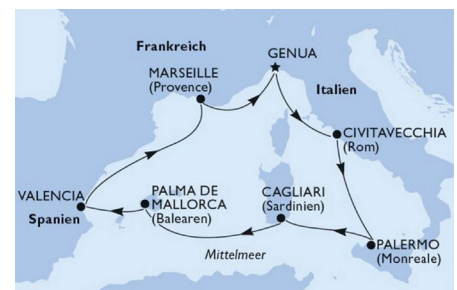 Frankreich
GENUA
MARSEILLE
(Provence)
Italien
CIVITAVECCHIA
(Rom)
VALENCIA
Spanien
PALMA DE
MALLORCA
(Balearen)
CAGLIARI
(Sardinien)
PALERMO
(Monreale)
Mittelmeer